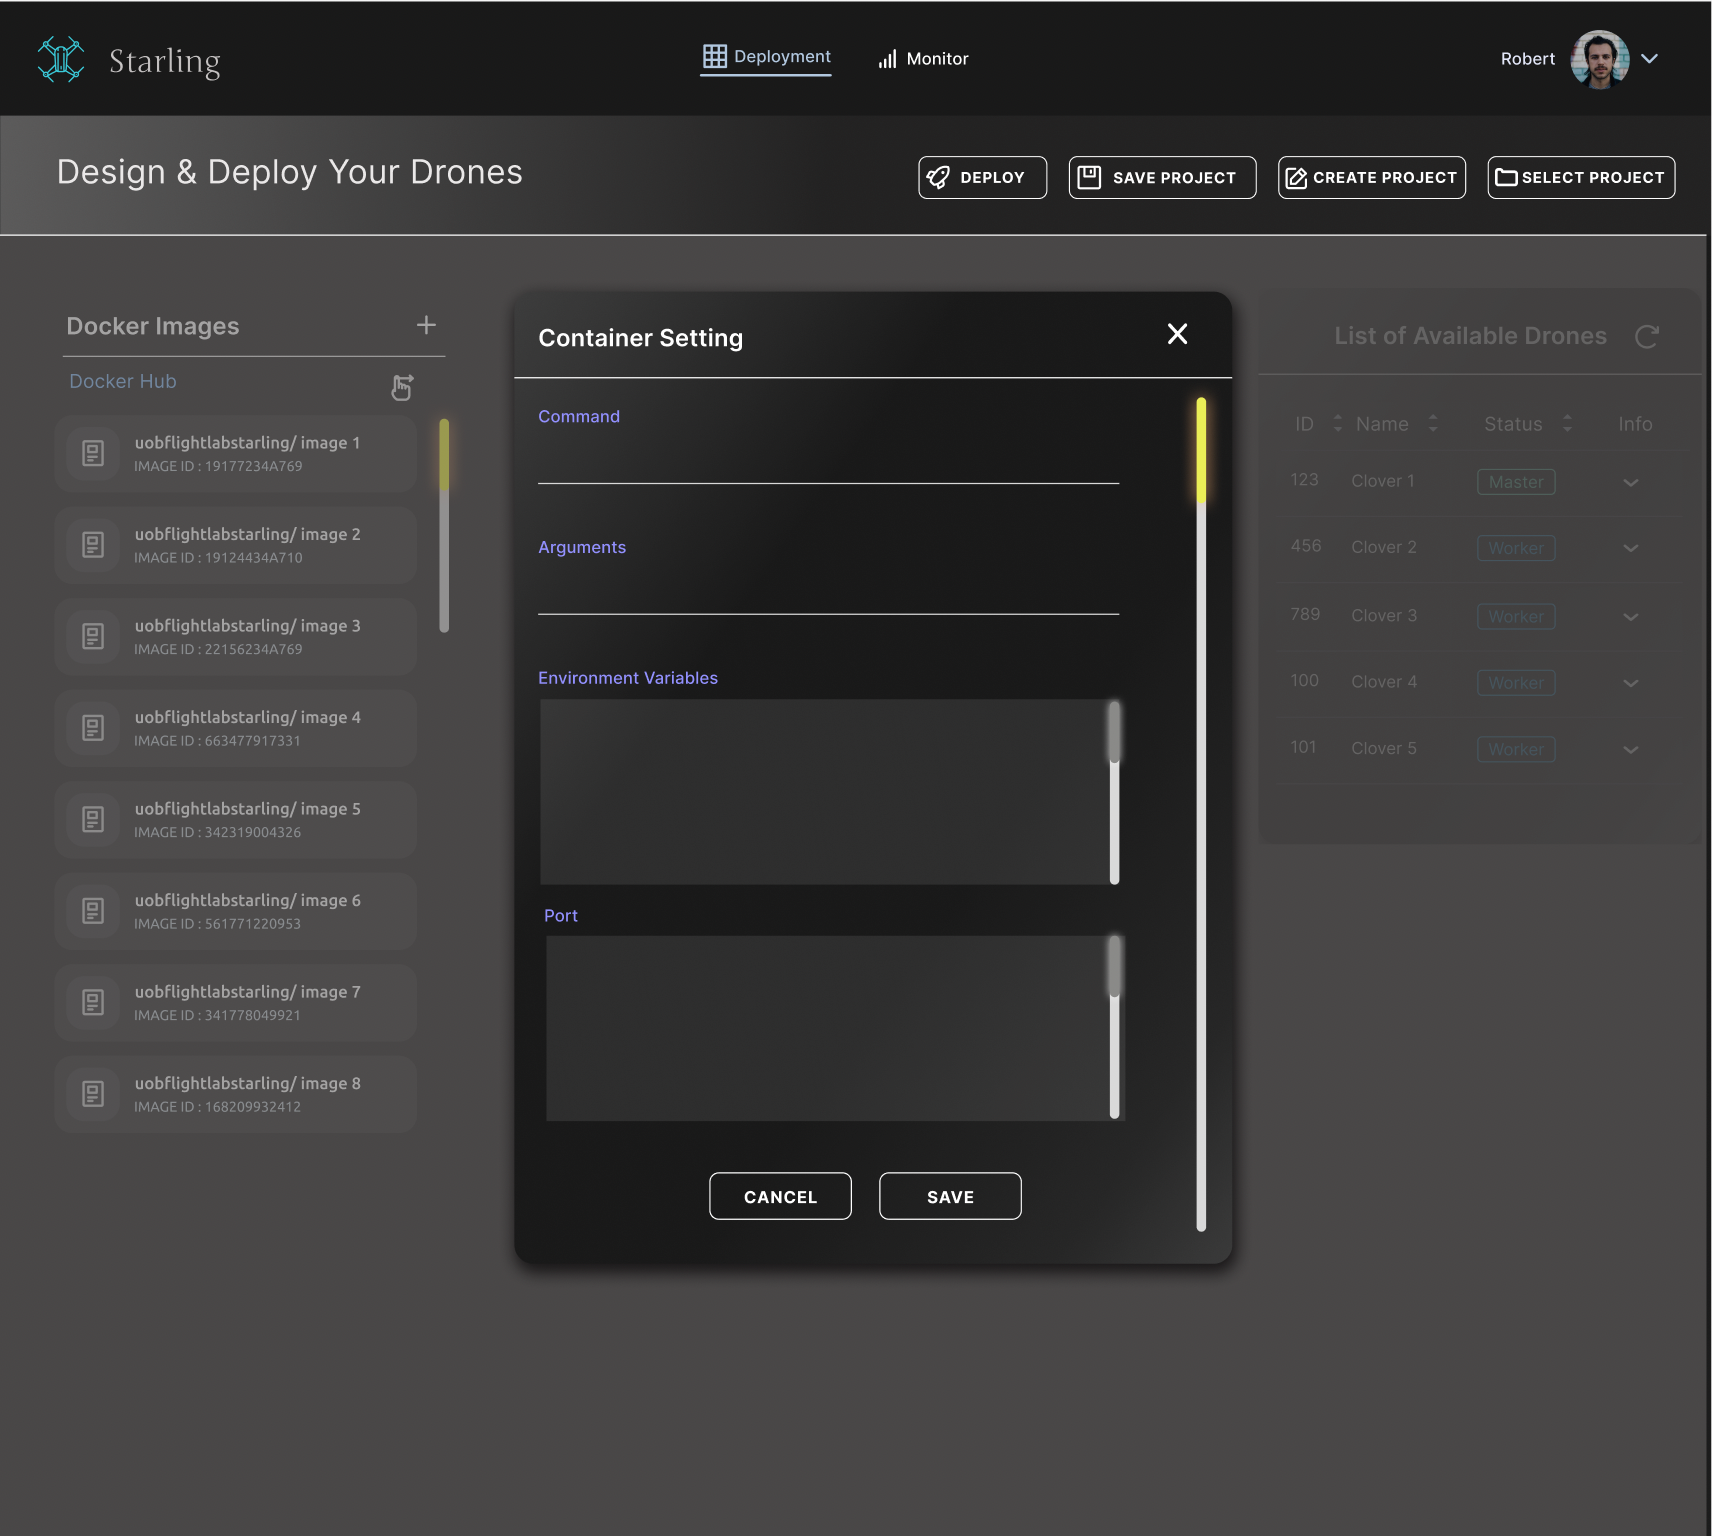 Starling
Deployment
Monitor
Robert
Design & Deploy Your Drones
DEPLOY
SAVE PROJECT
CREATE PROJECT
SELECT PROJECT
Docker Images
Docker Hub
uobflightlabstarling/ image 1
IMAGE ID : 19177234A769
uobflightlabstarling/ image 2
IMAGE ID : 19124434A710
uobflightlabstarling/ image 3
IMAGE ID : 22156234A769
uobflightlabstarling/ image 4
IMAGE ID : 663477917331
uobflightlabstarling/ image 5
IMAGE ID : 342319004326
uobflightlabstarling/ image 6
IMAGE ID : 561771220953
uobflightlabstarling/ image 7
IMAGE ID : 341778049921
uobflightlabstarling/ image 8
IMAGE ID : 168209932412
Container Setting
Command
Arguments
Environment Variables
Port
CANCEL
SAVE
List of Available Drones
ID Name Status Info
123 Clover 1 Master
456 Clover 2 Worker
789 Clover 3 Worker
100 Clover 4 Worker
101 Clover 5 Worker